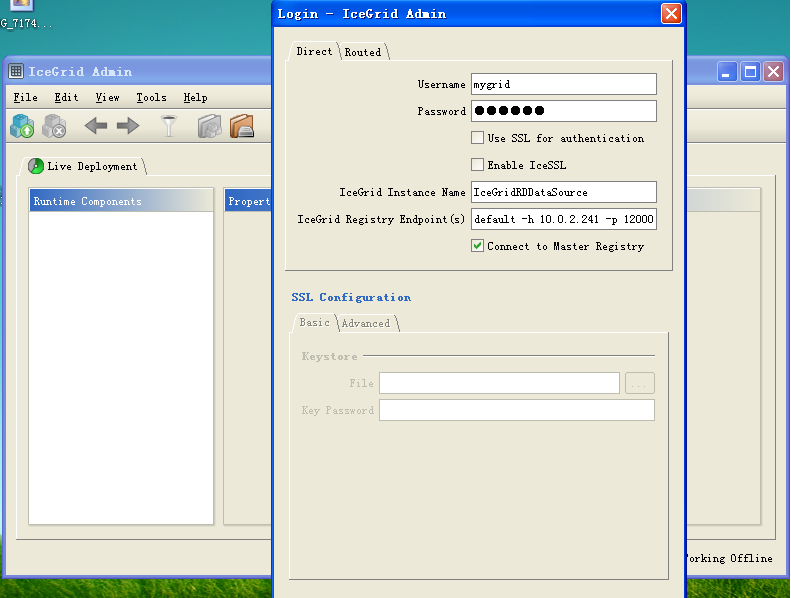 G_7174...
Login - IceGrid Admin
Direct Routed
Username mygrid
Password ●●●●●●
Use SSL for authentication
Enable IceSSL
IceGrid Instance Name IceGridRDDataSource
IceGrid Registry Endpoint(s) default -h 10.0.2.241 -p 12000
Connect to Master Registry
SSL Configuration
Basic Advanced
Keystore
File ...
Key Password
IceGrid Admin
File Edit View Tools Help
Live Deployment
Runtime Components Propert
orking Offline